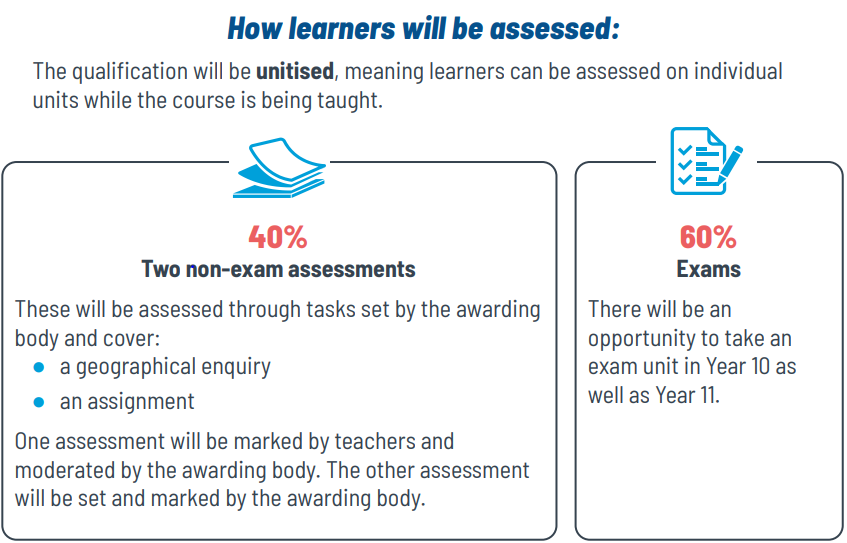 How learners will be assessed:
The qualification will be unitised, meaning learners can be assessed on individual
units while the course is being taught.
40%
Two non-exam assessments
These will be assessed through tasks set by the awarding
body and cover:
● a geographical enquiry
● an assignment
One assessment will be marked by teachers and
moderated by the awarding body. The other assessment
will be set and marked by the awarding body.
60%
Exams
There will be an
opportunity to take an
exam unit in Year 10 as
well as Year 11.